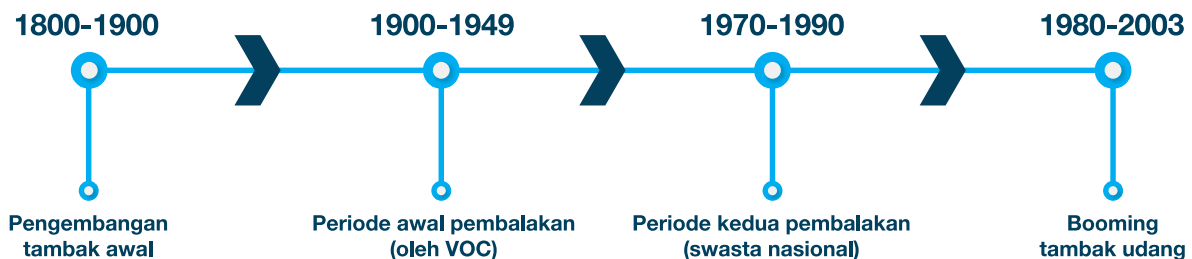 1800-1900
1900-1949
1970-1990
1980-2003
Pengembangan
tambak awal
Periode awal pembalakan
(oleh VOC)
Periode kedua pembalakan
(swasta nasional)
Booming
tambak udang